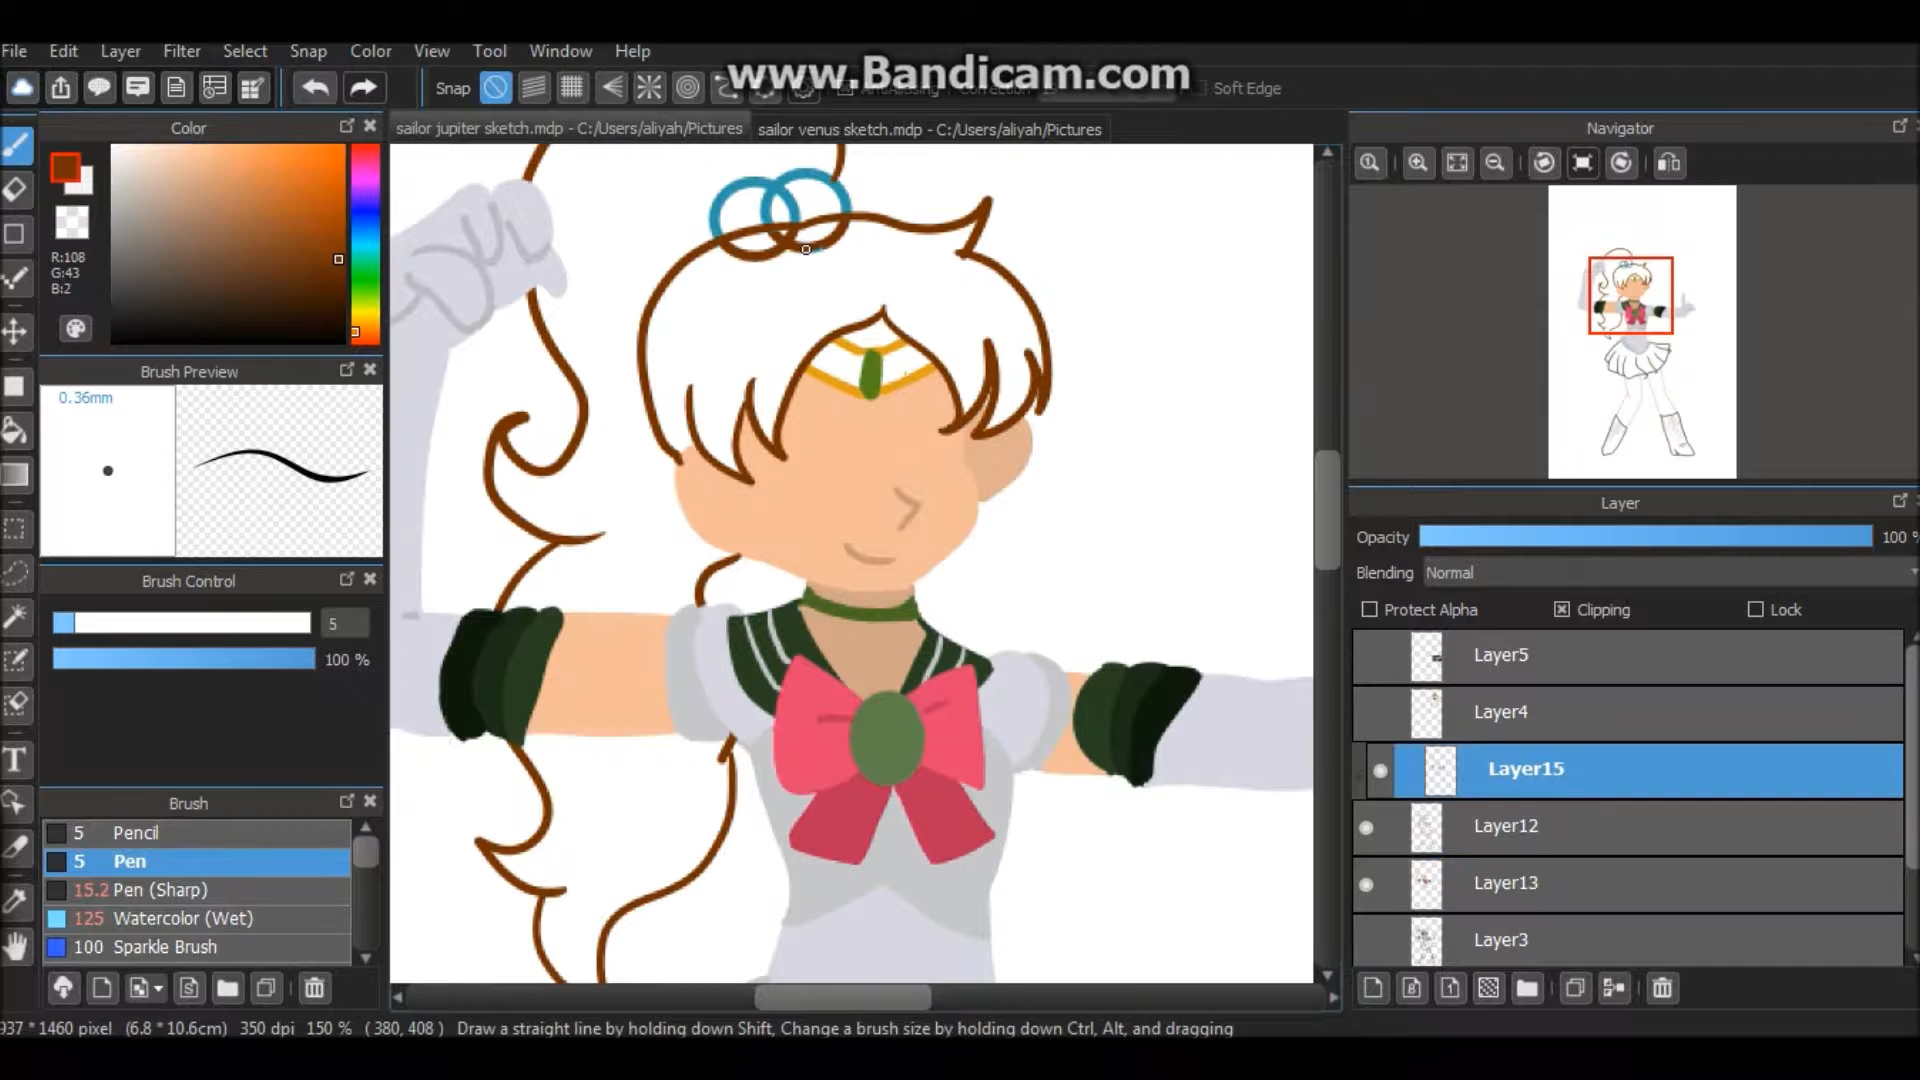 File Edit Layer Filter Select Snap Color View Tool Window Help
www.Bandicam.com
Snap
Soft Edge
Color
sailor jupiter sketch.mdp - C:/Users/aliyah/Pictures
sailor venus sketch.mdp - C:/Users/aliyah/Pictures
Navigator
R:108
G:43
B:2
Brush Preview
0.36mm
Brush Control
5
100 %
Layer
Opacity
100 %
Blending
Normal
Protect Alpha
Clipping
Lock
Layer5
Layer4
Layer15
Layer12
Layer13
Layer3
Brush
5 Pencil
5 Pen
15.2 Pen (Sharp)
125 Watercolor (Wet)
100 Sparkle Brush
937 * 1460 pixel (6.8 * 10.6cm) 350 dpi 150 % ( 380, 408 ) Draw a straight line by holding down Shift, Change a brush size by holding down Ctrl, Alt, and dragging